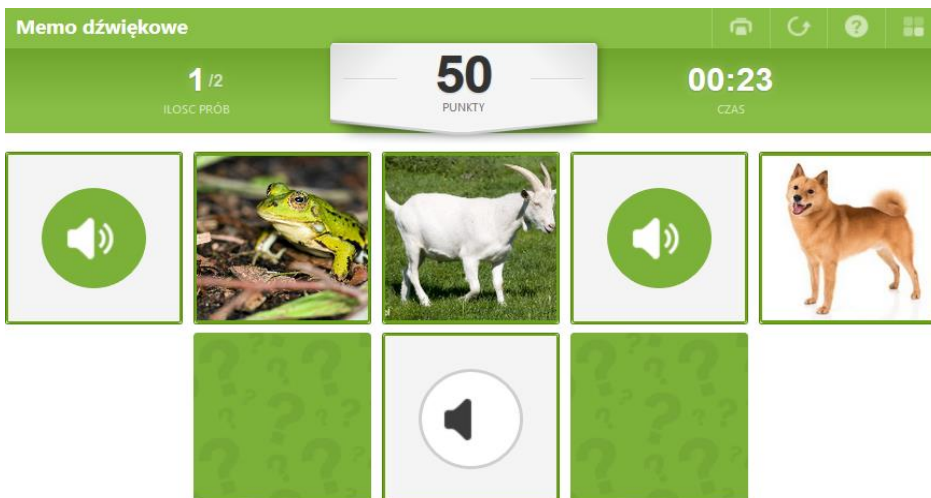 Memo dźwiękowe
1 /2
ILOSC PRÓB
50
PUNKTY
00:23
CZAS